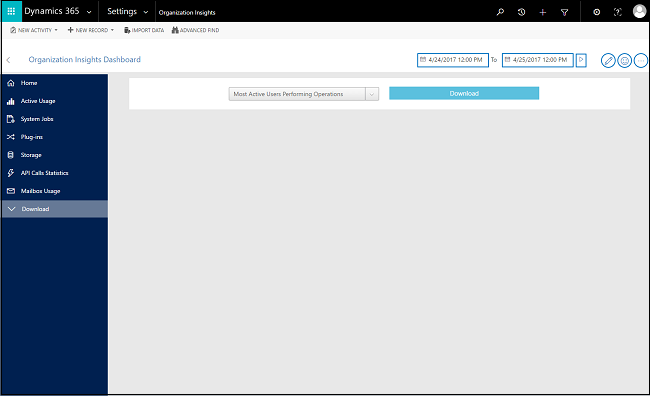 Dynamics 365 Settings Organization Insights
NEW ACTIVITY NEW RECORD IMPORT DATA ADVANCED FIND
Organization Insights Dashboard 4/24/2017 12:00 PM To 4/25/2017 12:00 PM
Home
Active Usage
System Jobs
Plug-ins
Storage
API Calls Statistics
Mailbox Usage
Download
Most Active Users Performing Operations Download